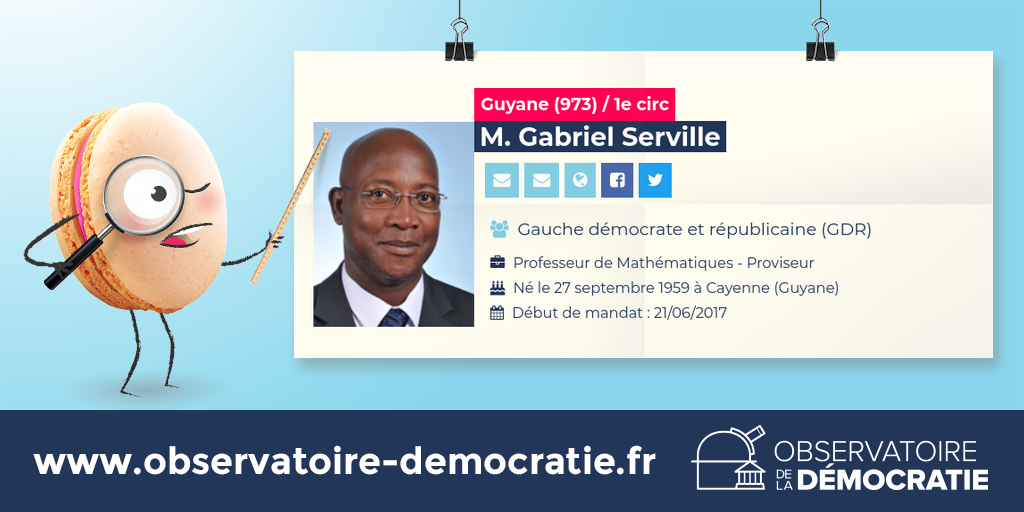 Guyane (973) / 1e circ
M. Gabriel Serville
Gauche démocrate et républicaine (GDR)
Professeur de Mathématiques - Proviseur
Né le 27 septembre 1959 à Cayenne (Guyane)
Début de mandat : 21/06/2017
www.observatoire-democratie.fr
OBSERVATOIRE
DE LA DÉMOCRATIE